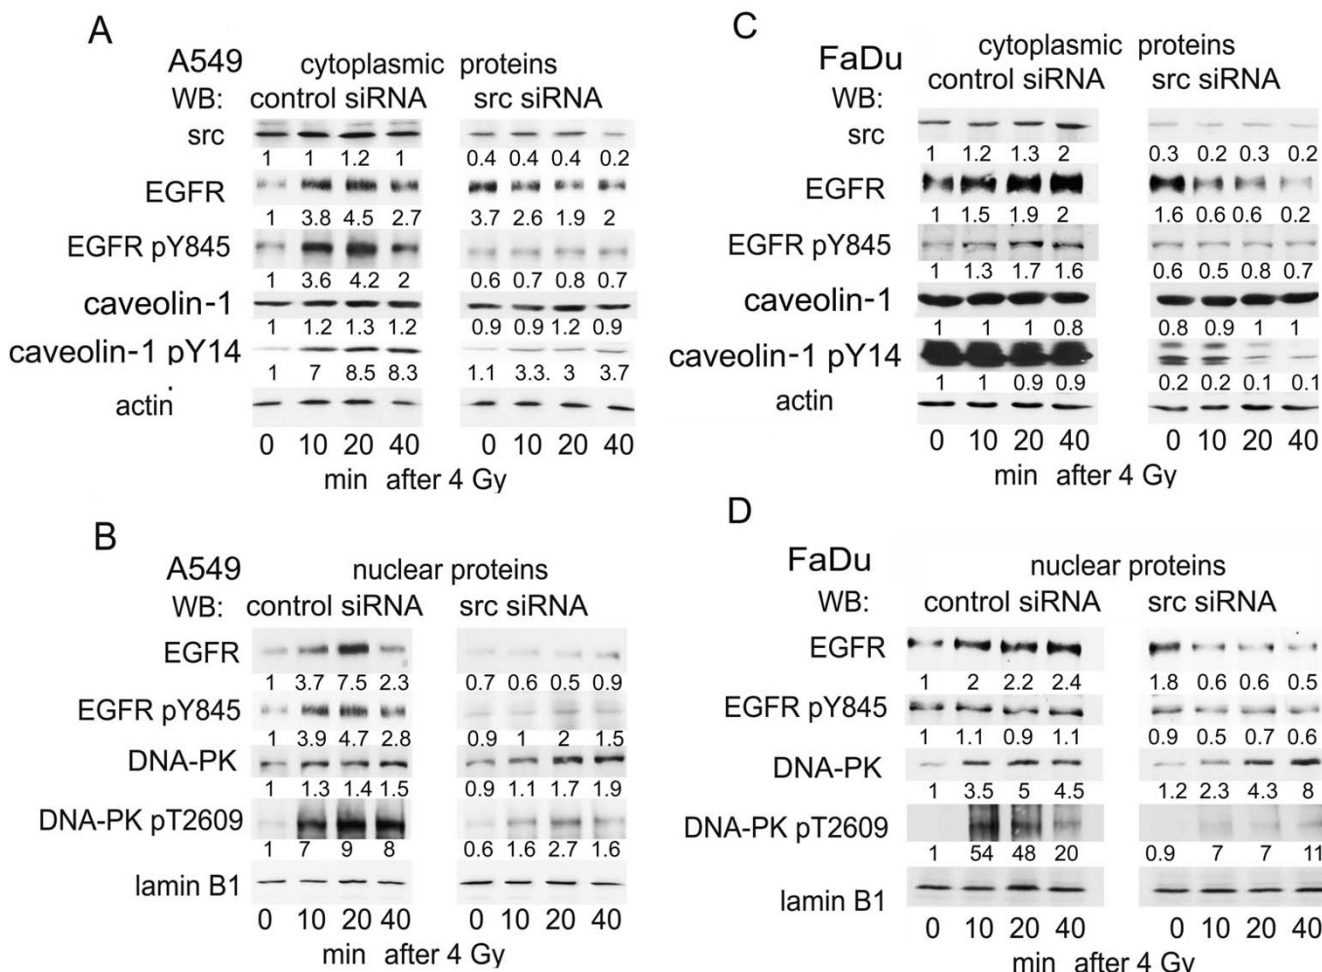 A
A549
cytoplasmic proteins
WB: control siRNA src siRNA
src
1 1 1.2 1 0.4 0.4 0.4 0.2
EGFR
1 3.8 4.5 2.7 3.7 2.6 1.9 2
EGFR pY845
1 3.6 4.2 2 0.6 0.7 0.8 0.7
caveolin-1
1 1.2 1.3 1.2 0.9 0.9 1.2 0.9
caveolin-1 pY14
1 7 8.5 8.3 1.1 3.3. 3 3.7
actin
0 10 20 40 0 10 20 40
min after 4 Gy
B
A549
nuclear proteins
WB: control siRNA src siRNA
EGFR
1 3.7 7.5 2.3 0.7 0.6 0.5 0.9
EGFR pY845
1 3.9 4.7 2.8 0.9 1 2 1.5
DNA-PK
1 1.3 1.4 1.5 0.9 1.1 1.7 1.9
DNA-PK pT2609
1 7 9 8 0.6 1.6 2.7 1.6
lamin B1
0 10 20 40 0 10 20 40
min after 4 Gy
C
FaDu
cytoplasmic proteins
WB: control siRNA src siRNA
src
1 1.2 1.3 2 0.3 0.2 0.3 0.2
EGFR
1 1.5 1.9 2 1.6 0.6 0.6 0.2
EGFR pY845
1 1.3 1.7 1.6 0.6 0.5 0.8 0.7
caveolin-1
1 1 1 0.8 0.8 0.9 1 1
caveolin-1 pY14
1 1 0.9 0.9 0.2 0.2 0.1 0.1
actin
0 10 20 40 0 10 20 40
min after 4 Gy
D
FaDu
nuclear proteins
WB: control siRNA src siRNA
EGFR
1 2 2.2 2.4 1.8 0.6 0.6 0.5
EGFR pY845
1 1.1 0.9 1.1 0.9 0.5 0.7 0.6
DNA-PK
1 3.5 5 4.5 1.2 2.3 4.3 8
DNA-PK pT2609
1 54 48 20 0.9 7 7 11
lamin B1
0 10 20 40 0 10 20 40
min after 4 Gy